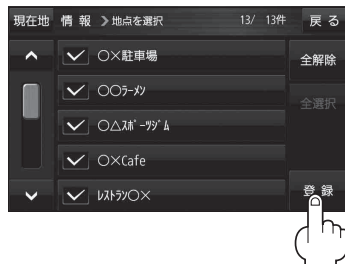 現在地 情報 ❯地点を選択 13/ 13件 戻る
○×駐車場
全解除
○○ﾗｰﾒﾝ
全選択
○△ｽﾎﾟｰﾂｼﾞﾑ
○×Cafe
ﾚｽﾄﾗﾝ○×
登録